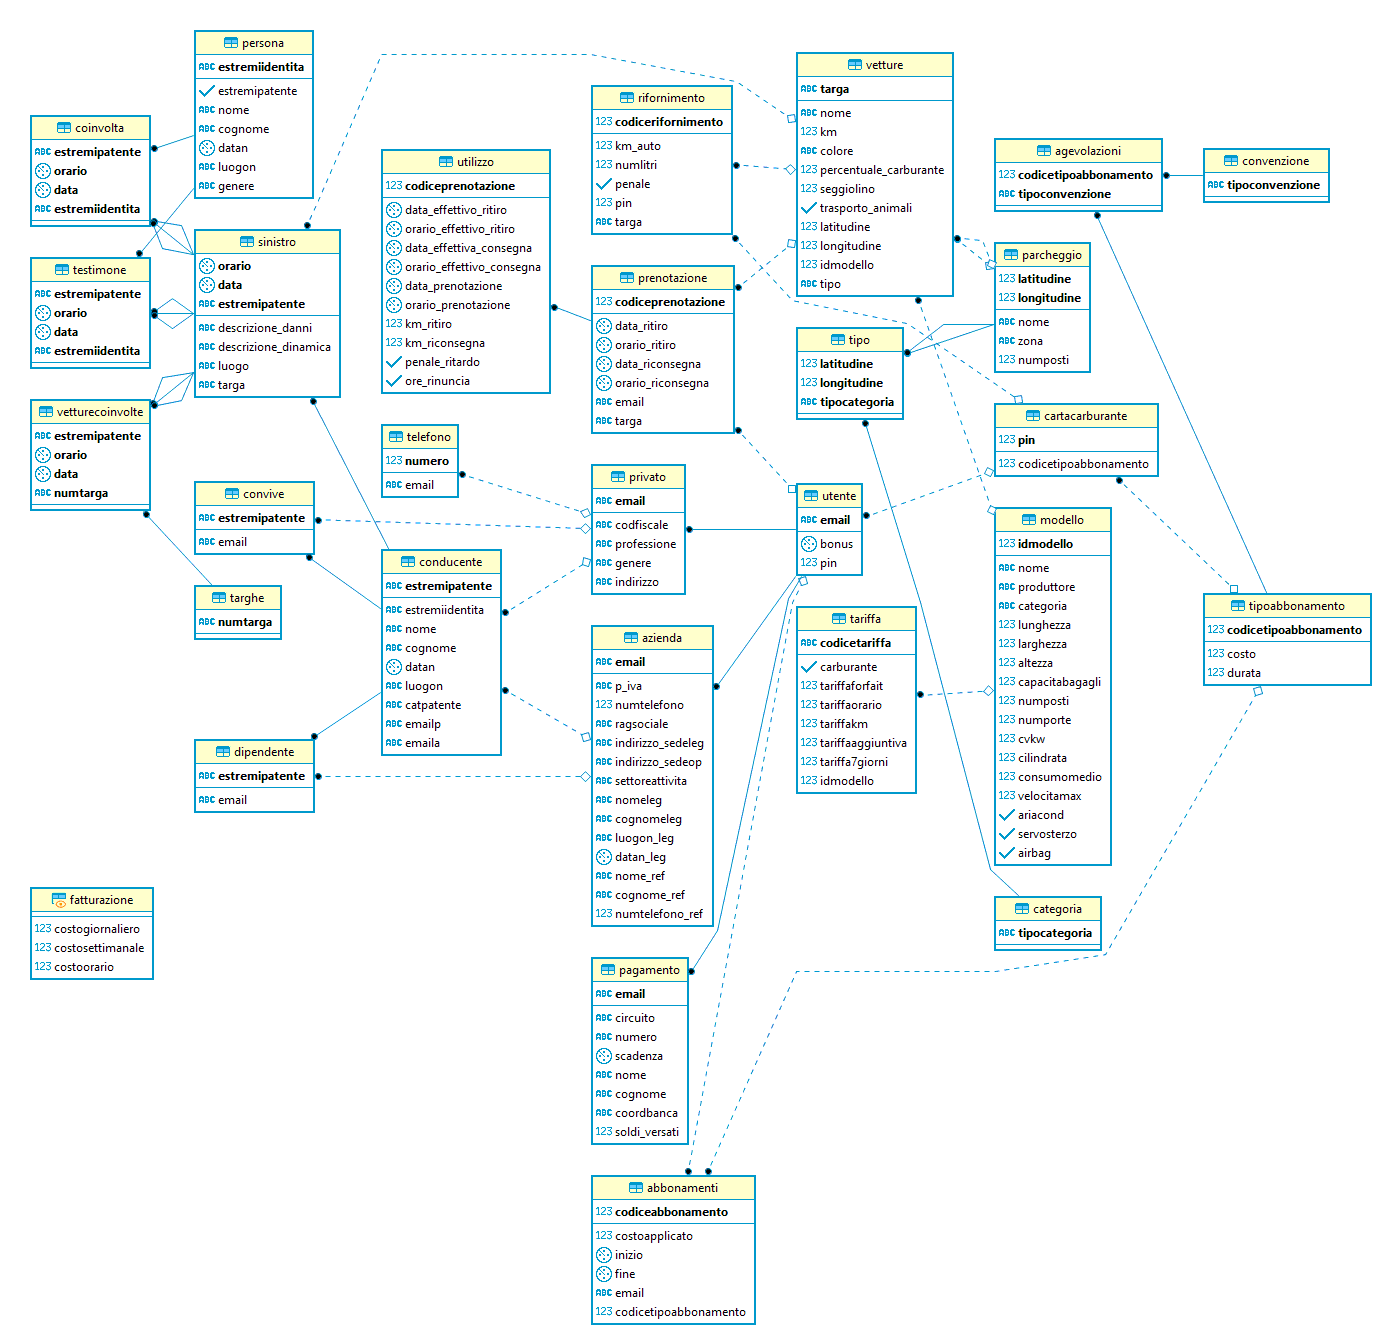 persona
ABC estremiidentita
estremipatente
ABC nome
ABC cognome
datan
ABC luogon
ABC genere
coinvolta
ABC estremipatente
orario
data
ABC estremiidentita
testimone
ABC estremipatente
orario
data
ABC estremiidentita
vetturecoinvolte
ABC estremipatente
orario
data
ABC numtarga
sinistro
orario
data
ABC estremipatente
ABC descrizione_danni
ABC descrizione_dinamica
ABC luogo
ABC targa
convive
ABC estremipatente
ABC email
targhe
ABC numtarga
dipendente
ABC estremipatente
ABC email
fatturazione
123 costogiornaliero
123 costosettimanale
123 costoorario
utilizzo
123 codiceprenotazione
data_effettivo_ritiro
orario_effettivo_ritiro
data_effettiva_consegna
orario_effettivo_consegna
data_prenotazione
orario_prenotazione
123 km_ritiro
123 km_riconsegna
penale_ritardo
ore_rinuncia
telefono
123 numero
ABC email
conducente
ABC estremipatente
ABC estremiidentita
ABC nome
ABC cognome
datan
ABC luogon
ABC catpatente
ABC emailp
ABC emaila
rifornimento
123 codicerifornimento
123 km_auto
123 numlitri
penale
123 pin
ABC targa
prenotazione
123 codiceprenotazione
data_ritiro
orario_ritiro
data_riconsegna
orario_riconsegna
ABC email
ABC targa
privato
ABC email
ABC codfiscale
ABC professione
ABC genere
ABC indirizzo
azienda
ABC email
ABC p_iva
123 numtelefono
ABC ragsociale
ABC indirizzo_sedeleg
ABC indirizzo_sedeop
ABC settoreattivita
ABC nomeleg
ABC cognomeleg
ABC luogon_leg
datan_leg
ABC nome_ref
ABC cognome_ref
123 numtelefono_ref
pagamento
ABC email
ABC circuito
ABC numero
scadenza
ABC nome
ABC cognome
ABC coordbanca
123 soldi_versati
abbonamenti
123 codiceabbonamento
123 costoapplicato
inizio
fine
ABC email
123 codicetipoabbonamento
vetture
ABC targa
ABC nome
123 km
ABC colore
123 percentuale_carburante
123 seggiolino
trasporto_animali
123 latitudine
123 longitudine
123 idmodello
ABC tipo
tipo
123 latitudine
123 longitudine
ABC tipocategoria
utente
ABC email
bonus
123 pin
tariffa
ABC codicetariffa
carburante
123 tariffaforfait
123 tariffaorario
123 tariffakm
123 tariffaaggiuntiva
123 tariffa7giorni
123 idmodello
agevolazioni
123 codicetipoabbonamento
ABC tipoconvenzione
parcheggio
123 latitudine
123 longitudine
ABC nome
ABC zona
123 numposti
cartacarburante
123 pin
123 codicetipoabbonamento
modello
123 idmodello
ABC nome
ABC produttore
ABC categoria
123 lunghezza
123 larghezza
123 altezza
123 capacitabagagli
123 numposti
123 numporte
123 cvkw
123 cilindrata
123 consumomedio
123 velocitamax
ariacond
servosterzo
airbag
categoria
ABC tipocategoria
convenzione
ABC tipoconvenzione
tipoabbonamento
123 codicetipoabbonamento
123 costo
123 durata